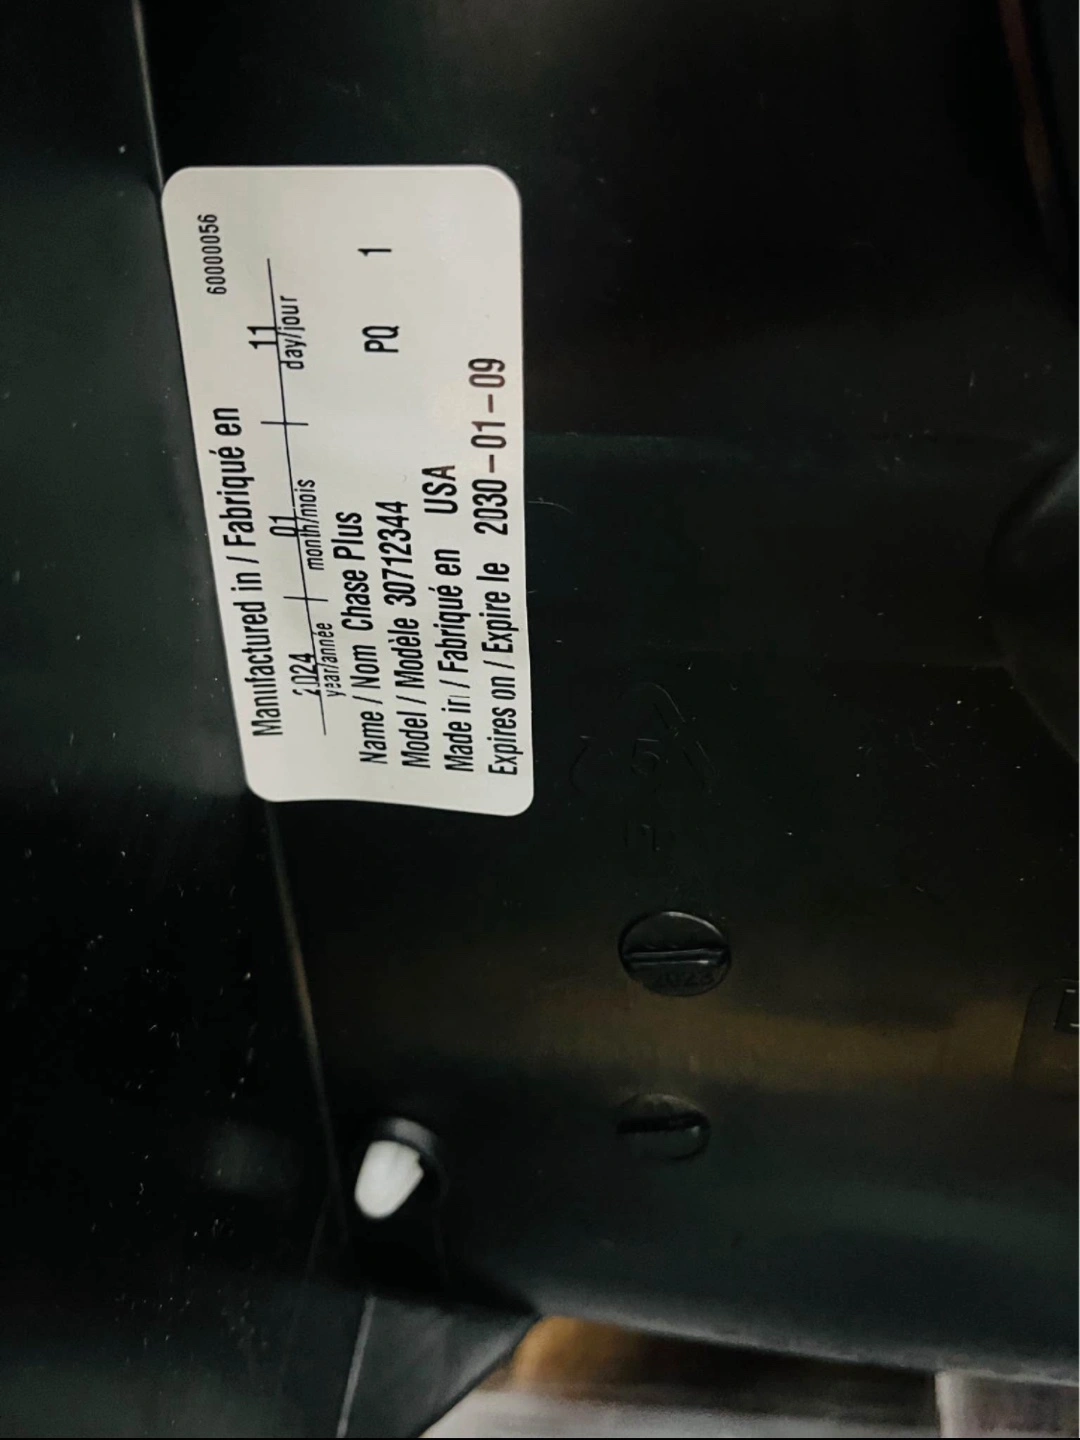 60000056
Manufactured in / Fabriqué en
2024 01 11
year/année month/mois day/jour
Name / Nom Chase Plus
Model / Modèle 30712344 PQ 1
Made in / Fabriqué en USA
Expires on / Expire le 2030-01-09